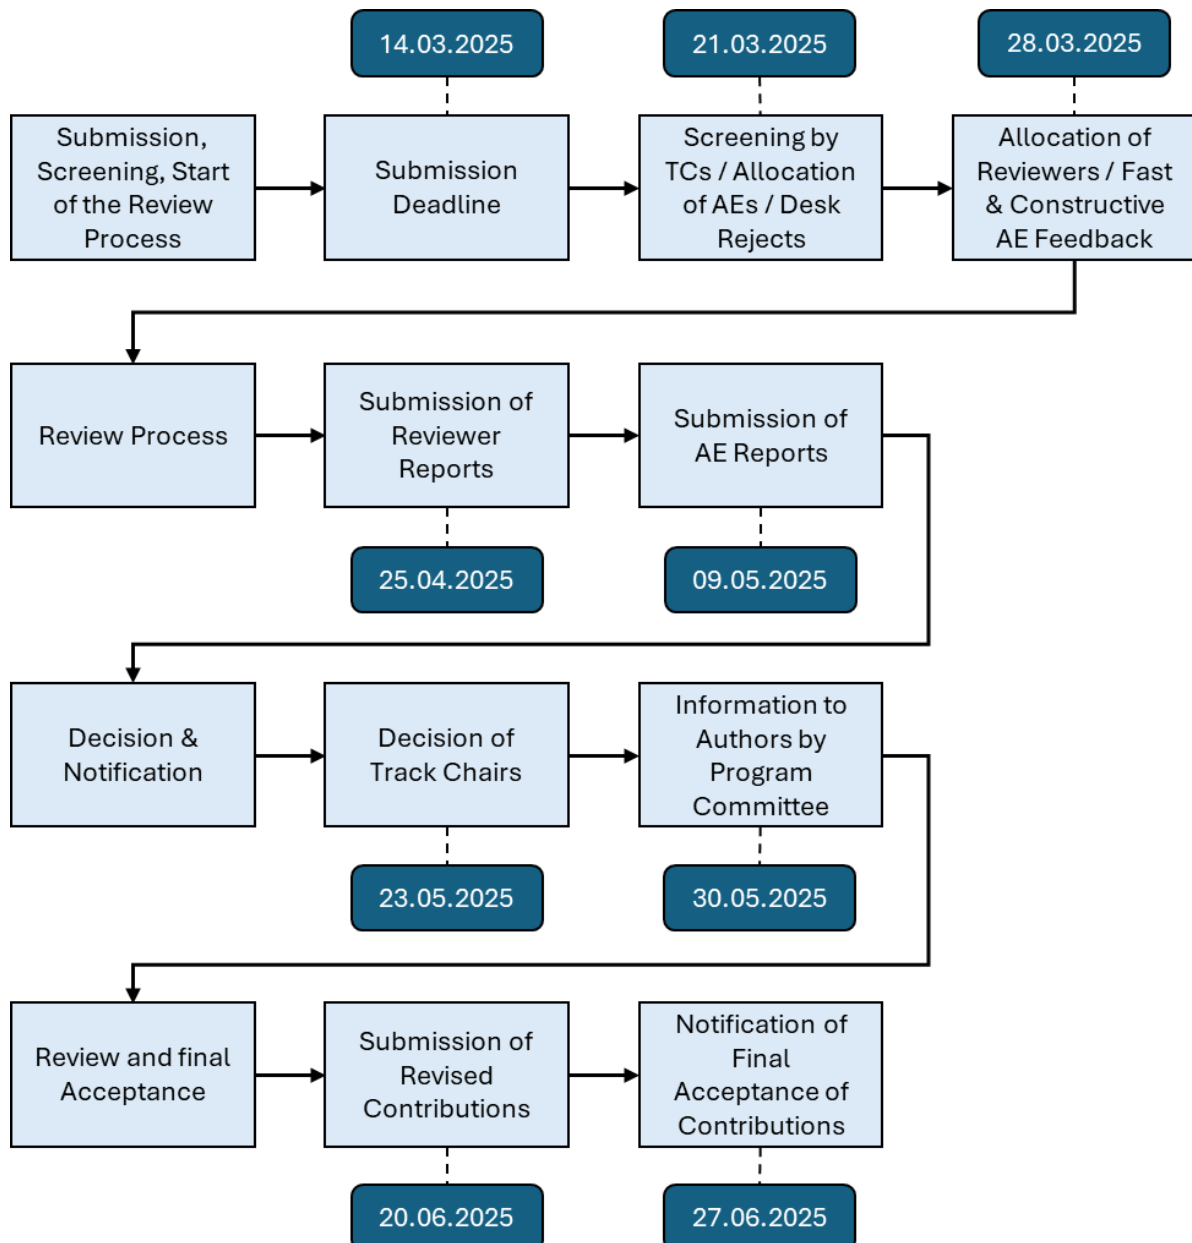 14.03.2025
21.03.2025
28.03.2025
Submission,
Screening, Start
of the Review
Process
Submission
Deadline
Screening by
TCs / Allocation
of AEs / Desk
Rejects
Allocation of
Reviewers / Fast
& Constructive
AE Feedback
Review Process
Submission of
Reviewer
Reports
Submission of
AE Reports
25.04.2025
09.05.2025
Decision &
Notification
Decision of
Track Chairs
Information to
Authors by
Program
Committee
23.05.2025
30.05.2025
Review and final
Acceptance
Submission of
Revised
Contributions
Notification of
Final
Acceptance of
Contributions
20.06.2025
27.06.2025